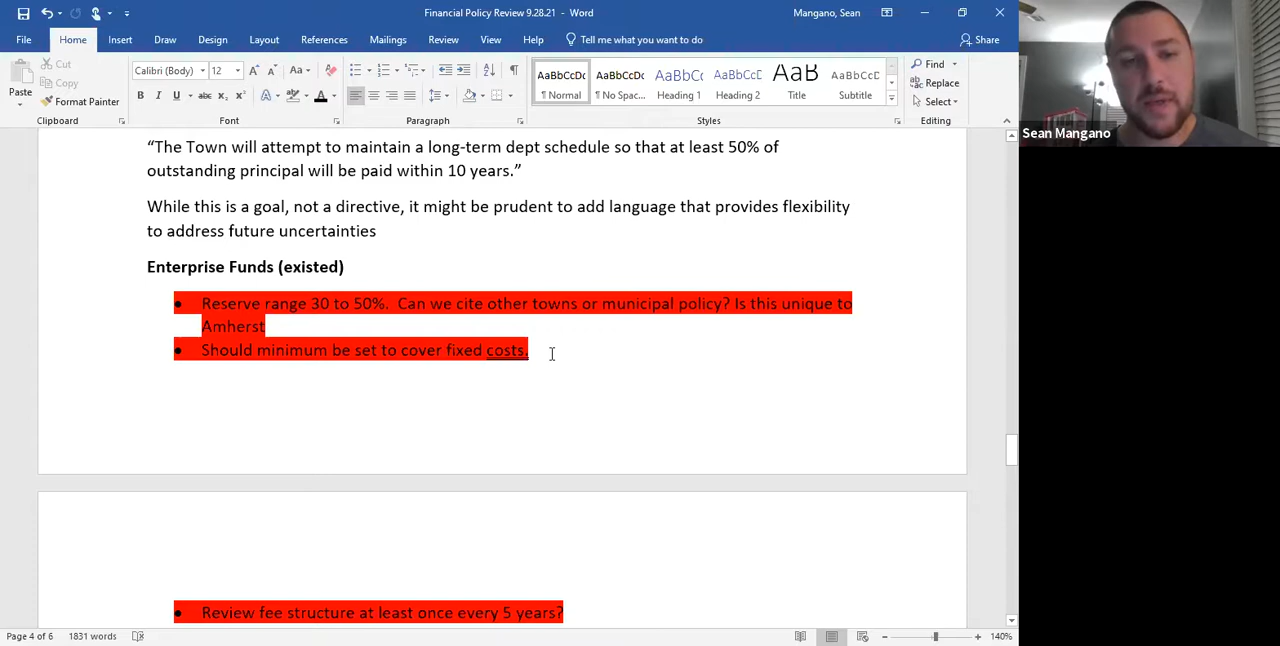 Financial Policy Review 9.28.21 - Word
Mangano, Sean
File Home Insert Draw Design Layout References Mailings Review View Help Tell me what you want to do Share
Paste
Cut
Copy
Format Painter
Clipboard
Calibri (Body) 12
Font
Paragraph
AaBbCcDc AaBbCcDc AaBbC AaBbCcD AaB AaBbCcC
¶ Normal ¶ No Spac... Heading 1 Heading 2 Title Subtitle
Styles
Find
Replace
Select
Editing
Sean Mangano
“The Town will attempt to maintain a long-term dept schedule so that at least 50% of
outstanding principal will be paid within 10 years.”
While this is a goal, not a directive, it might be prudent to add language that provides flexibility
to address future uncertainties
Enterprise Funds (existed)
• Reserve range 30 to 50%. Can we cite other towns or municipal policy? Is this unique to
Amherst
• Should minimum be set to cover fixed costs.
• Review fee structure at least once every 5 years?
Page 4 of 6 1831 words 140%